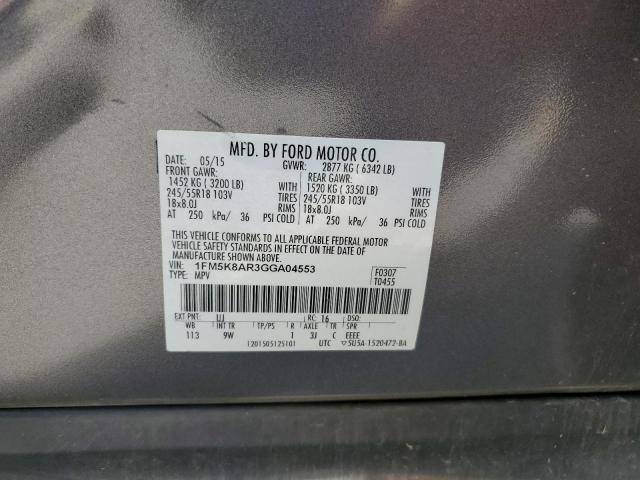 MFD. BY FORD MOTOR CO.
DATE: 05/15 GVWR: 2877 KG ( 6342 LB)
FRONT GAWR: REAR GAWR:
1452 KG ( 3200 LB) WITH 1520 KG ( 3350 LB) WITH
245/55R18 103V TIRES 245/55R18 103V TIRES
18x8.0J RIMS 18x8.0J RIMS
AT 250 kPa/ 36 PSI COLD AT 250 kPa/ 36 PSI COLD
THIS VEHICLE CONFORMS TO ALL APPLICABLE FEDERAL MOTOR
VEHICLE SAFETY STANDARDS IN EFFECT ON THE DATE OF
MANUFACTURE SHOWN ABOVE.
VIN: 1FM5K8AR3GGA04553 F0307
TYPE: MPV T0455
EXT PNT: UJ RC: 16 DSO:
WB INT TR TP/PS R AXLE TR SPR
113 9W 1 3J C EEEE
1201505125101 UTC ▽5U5A-1520472-BA